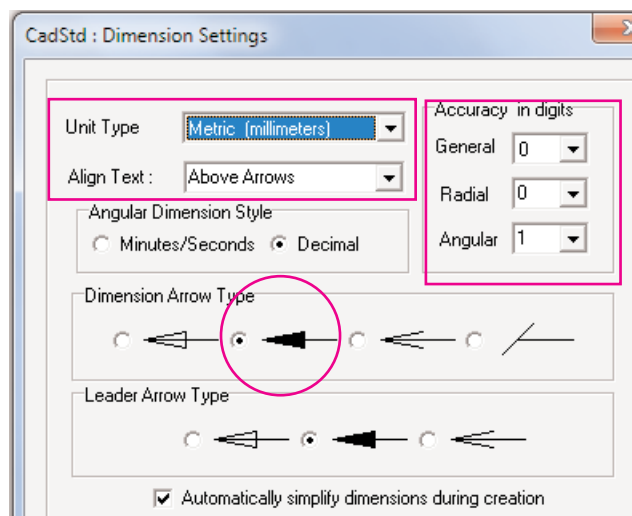 CadStd : Dimension Settings
Unit Type Metric (millimeters)
Align Text : Above Arrows
Accuracy in digits
General 0
Radial 0
Angular 1
Angular Dimension Style
Minutes/Seconds Decimal
Dimension Arrow Type
Leader Arrow Type
Automatically simplify dimensions during creation